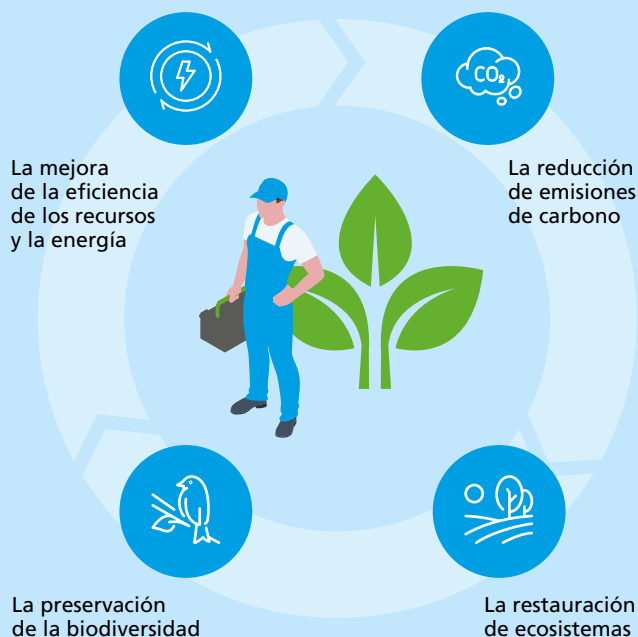 CO₂
La mejora
de la eficiencia
de los recursos
y la energía
La reducción
de emisiones
de carbono
La preservación
de la biodiversidad
La restauración
de ecosistemas